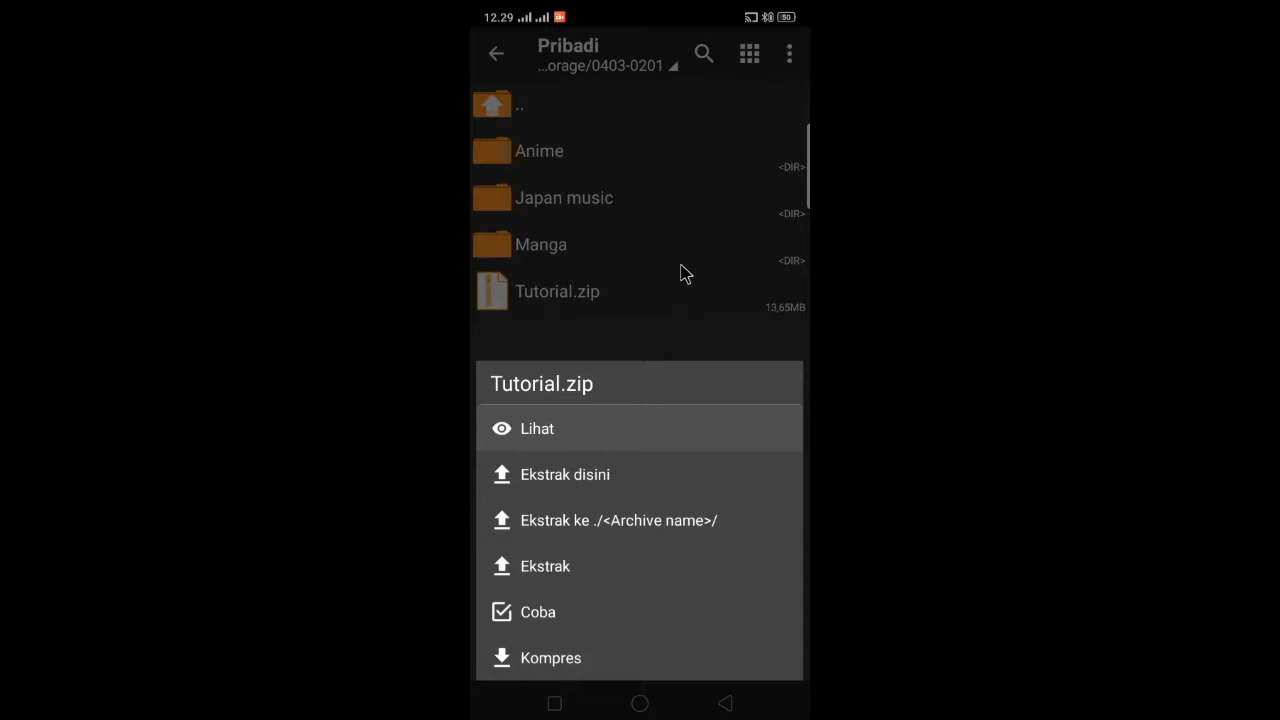 12.29
50
Pribadi
...orage/0403-0201
..
Anime
<DIR>
Japan music
<DIR>
Manga
<DIR>
Tutorial.zip
13,65MB
Tutorial.zip
Lihat
Ekstrak disini
Ekstrak ke ./<Archive name>/
Ekstrak
Coba
Kompres